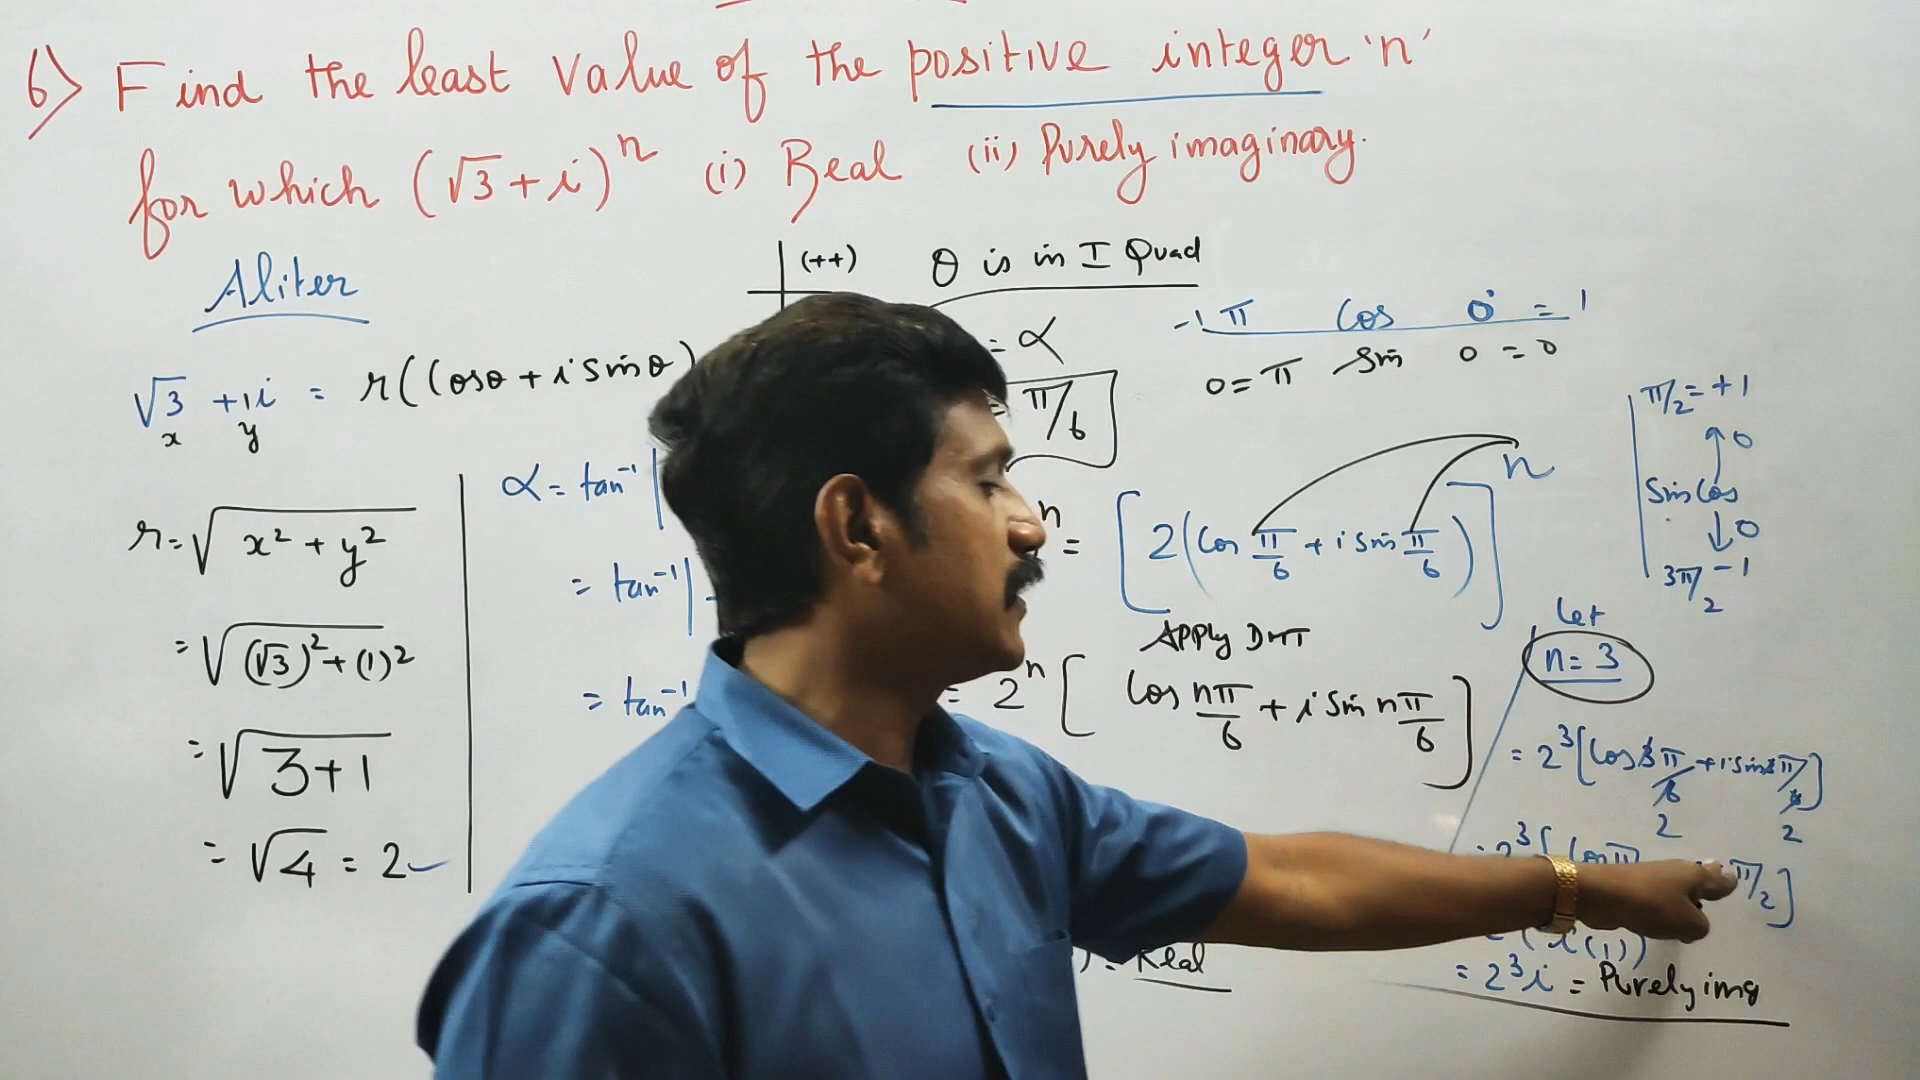 6) Find the least value of the positive integer 'n'
for which (√3 + i)ⁿ (i) Real (ii) Purely imaginary.
Aliter
√3 + 1i = r(Cosθ + i Sinθ)
x y
r = √x² + y²
= √(√3)² + (1)²
= √3+1
= √4 = 2
α = tan⁻¹|
= tan⁻¹|
= tan⁻¹
(++) θ is in I Quad
= α
= π/6
-1 π Cos 0° = 1
0 = π Sin 0 = 0
π/2 = +1
0
Sin Cos
0
3π/2 -1
n = [2(Cos π/6 + i Sin π/6)]ⁿ
Apply DMT
= 2ⁿ [Cos nπ/6 + i Sin nπ/6]
= Real
let
n = 3
= 2³[Cos 3π/6 + i Sin 3π/6]
2 2
= 2³[Cos π π/2]
(i(1))
= 2³i = Purely img